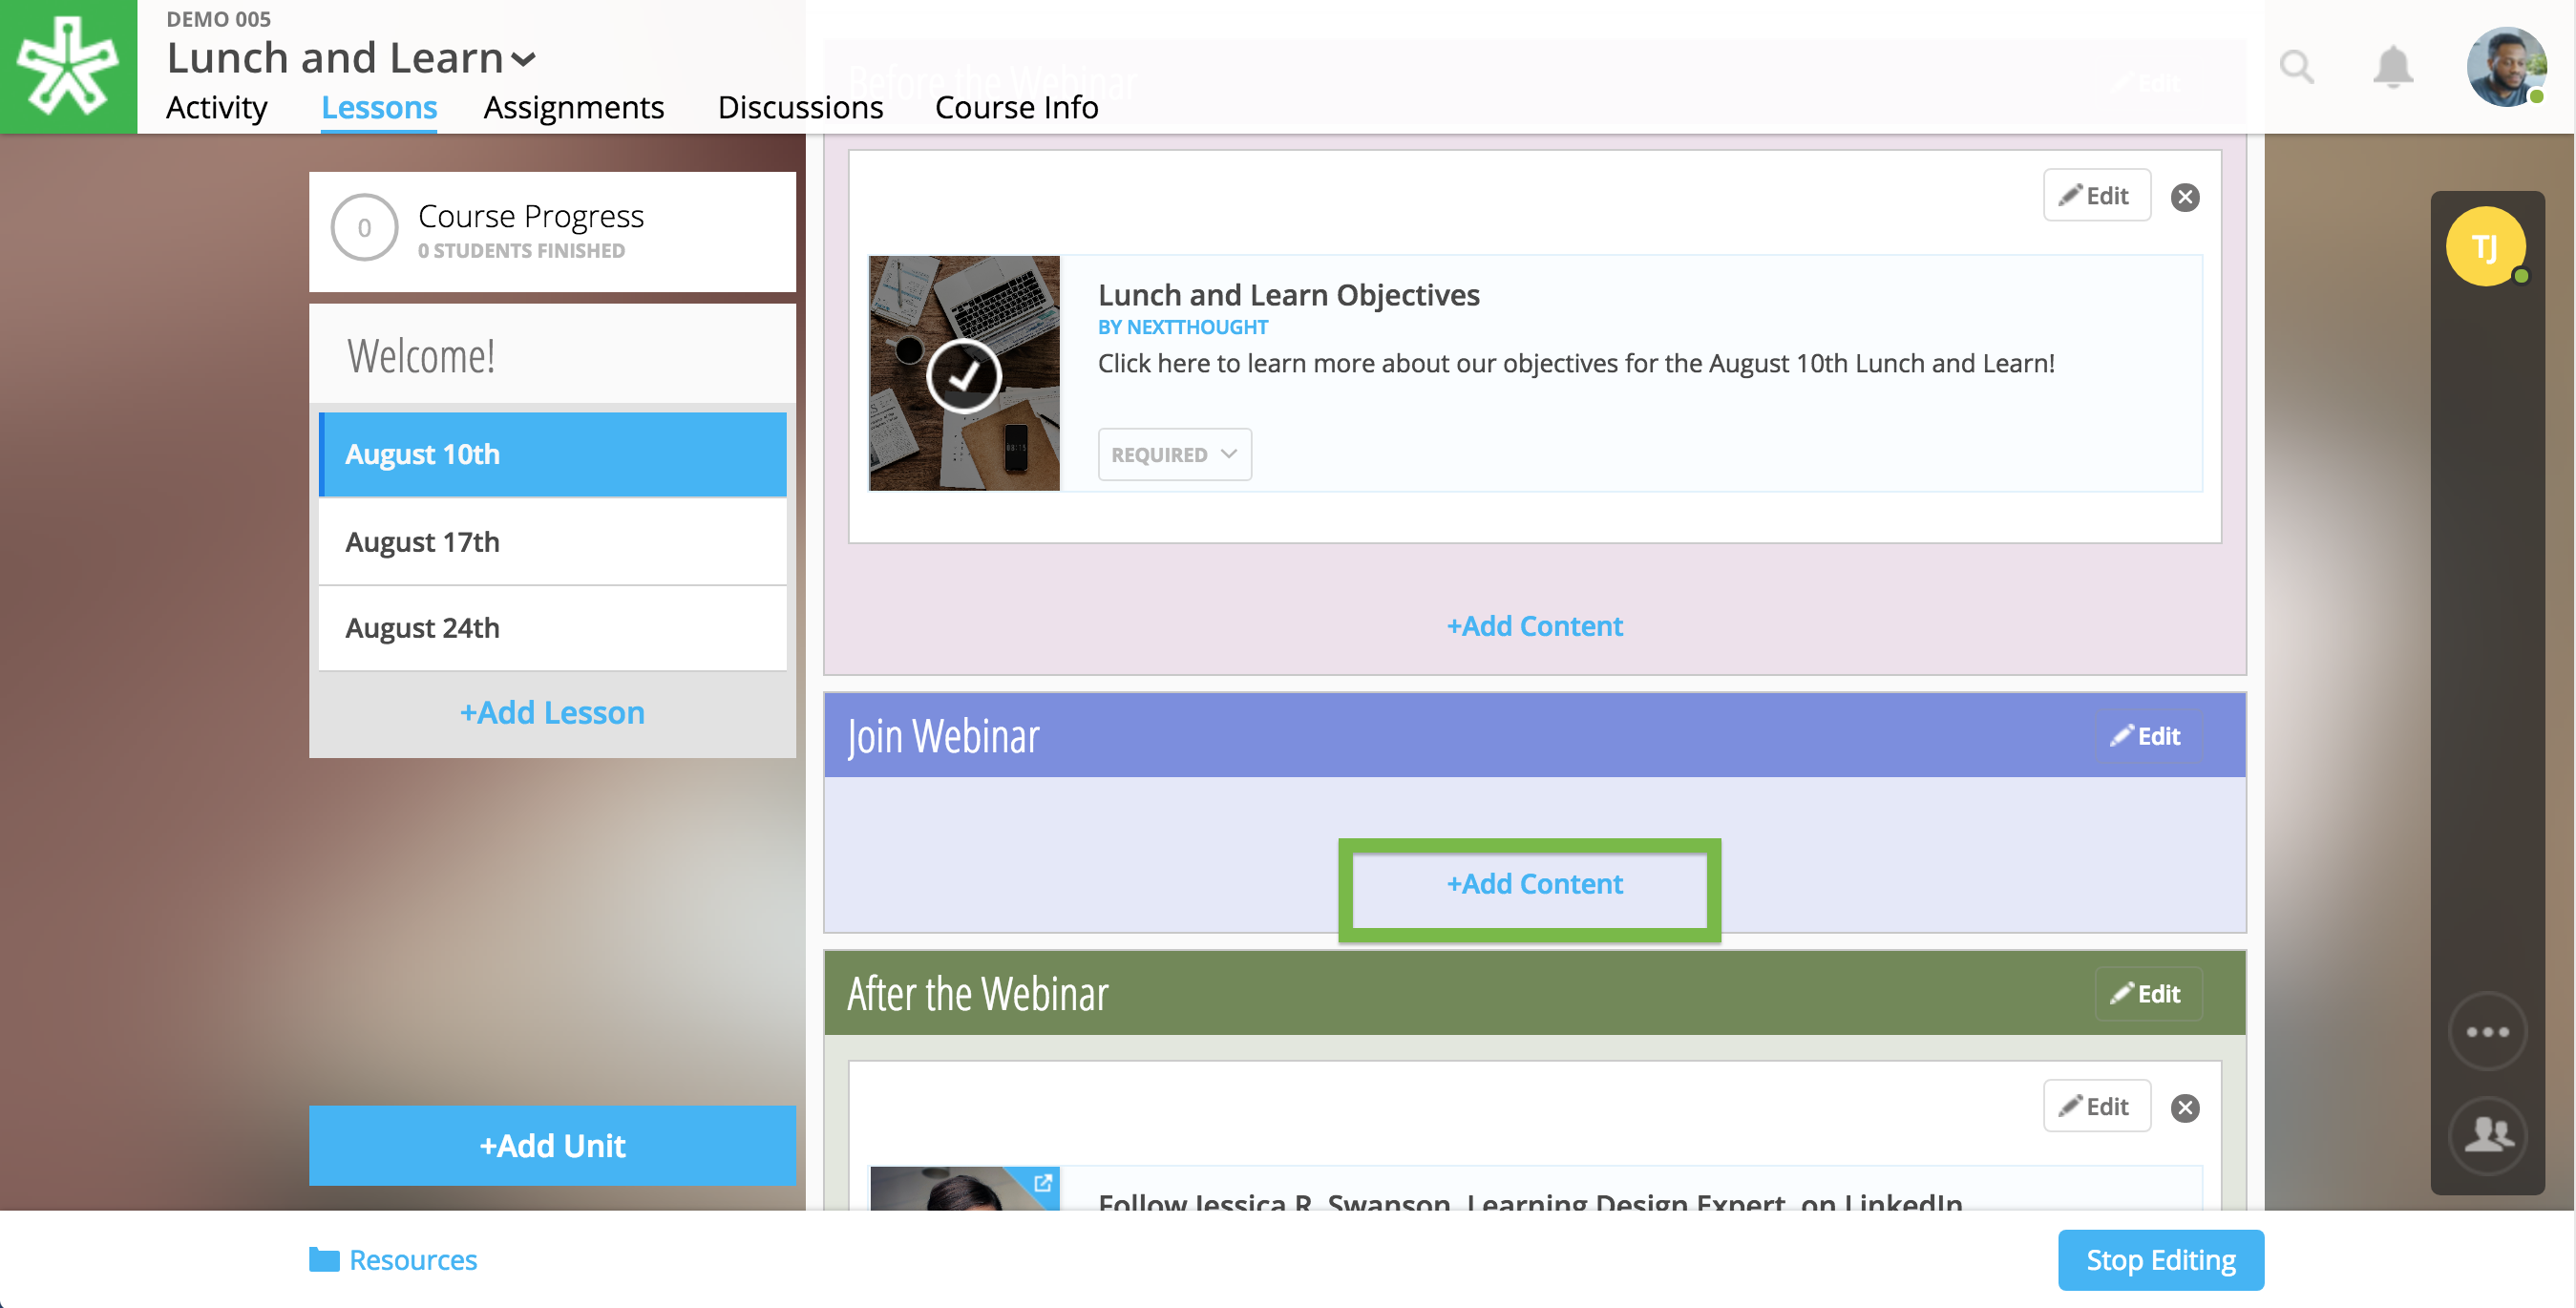 DEMO 005
Lunch and Learn
Activity Lessons Assignments Discussions Course Info
Before the Webinar
Edit
0
Course Progress
0 STUDENTS FINISHED
Welcome!
August 10th
August 17th
August 24th
+Add Lesson
+Add Unit
Edit
Lunch and Learn Objectives
BY NEXTTHOUGHT
Click here to learn more about our objectives for the August 10th Lunch and Learn!
REQUIRED
+Add Content
Join Webinar
Edit
+Add Content
After the Webinar
Edit
Edit
Follow Jessica R. Swanson, Learning Design Expert, on LinkedIn
TJ
Resources
Stop Editing